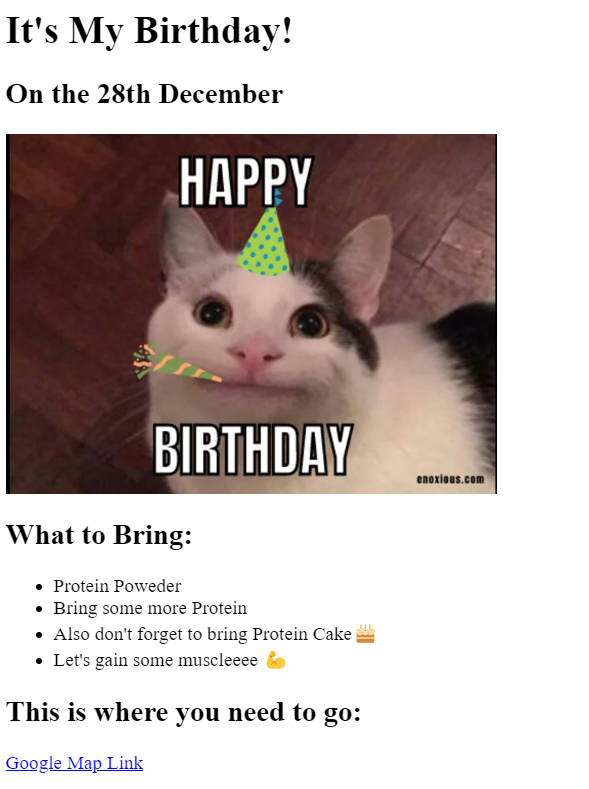 It's My Birthday!
On the 28th December
HAPPY
BIRTHDAY
enoxious.com
What to Bring:
Protein Poweder
Bring some more Protein
Also don't forget to bring Protein Cake 🎂
Let's gain some muscleeee 💪
This is where you need to go:
Google Map Link